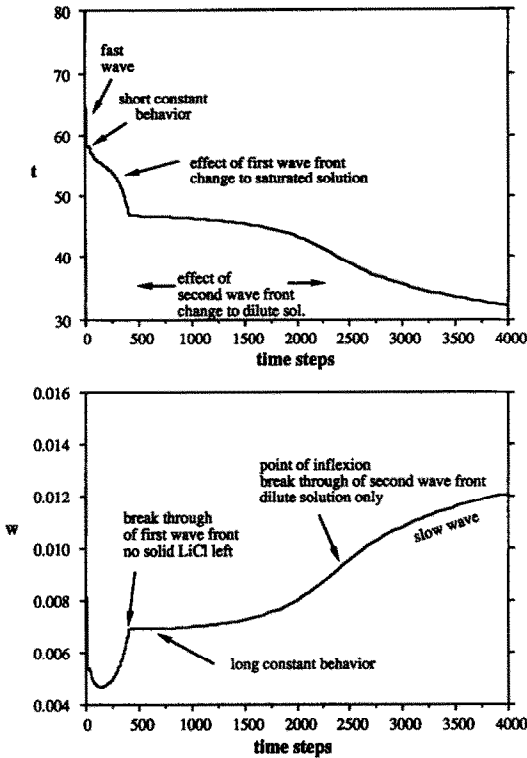 80
fast
wave
70
short constant
behavior
60
effect of first wave front
change to saturated solution
t
50
40
effect of
second wave front
change to dilute sol.
30
0 500 1000 1500 2000 2500 3000 3500 4000
time steps
0.016
0.014
point of inflexion
break through of second wave front
dilute solution only
0.012
break through
of first wave front
no solid LiCl left
slow wave
w
0.010
0.008
long constant behavior
0.006
0.004
0 500 1000 1500 2000 2500 3000 3500 4000
time steps